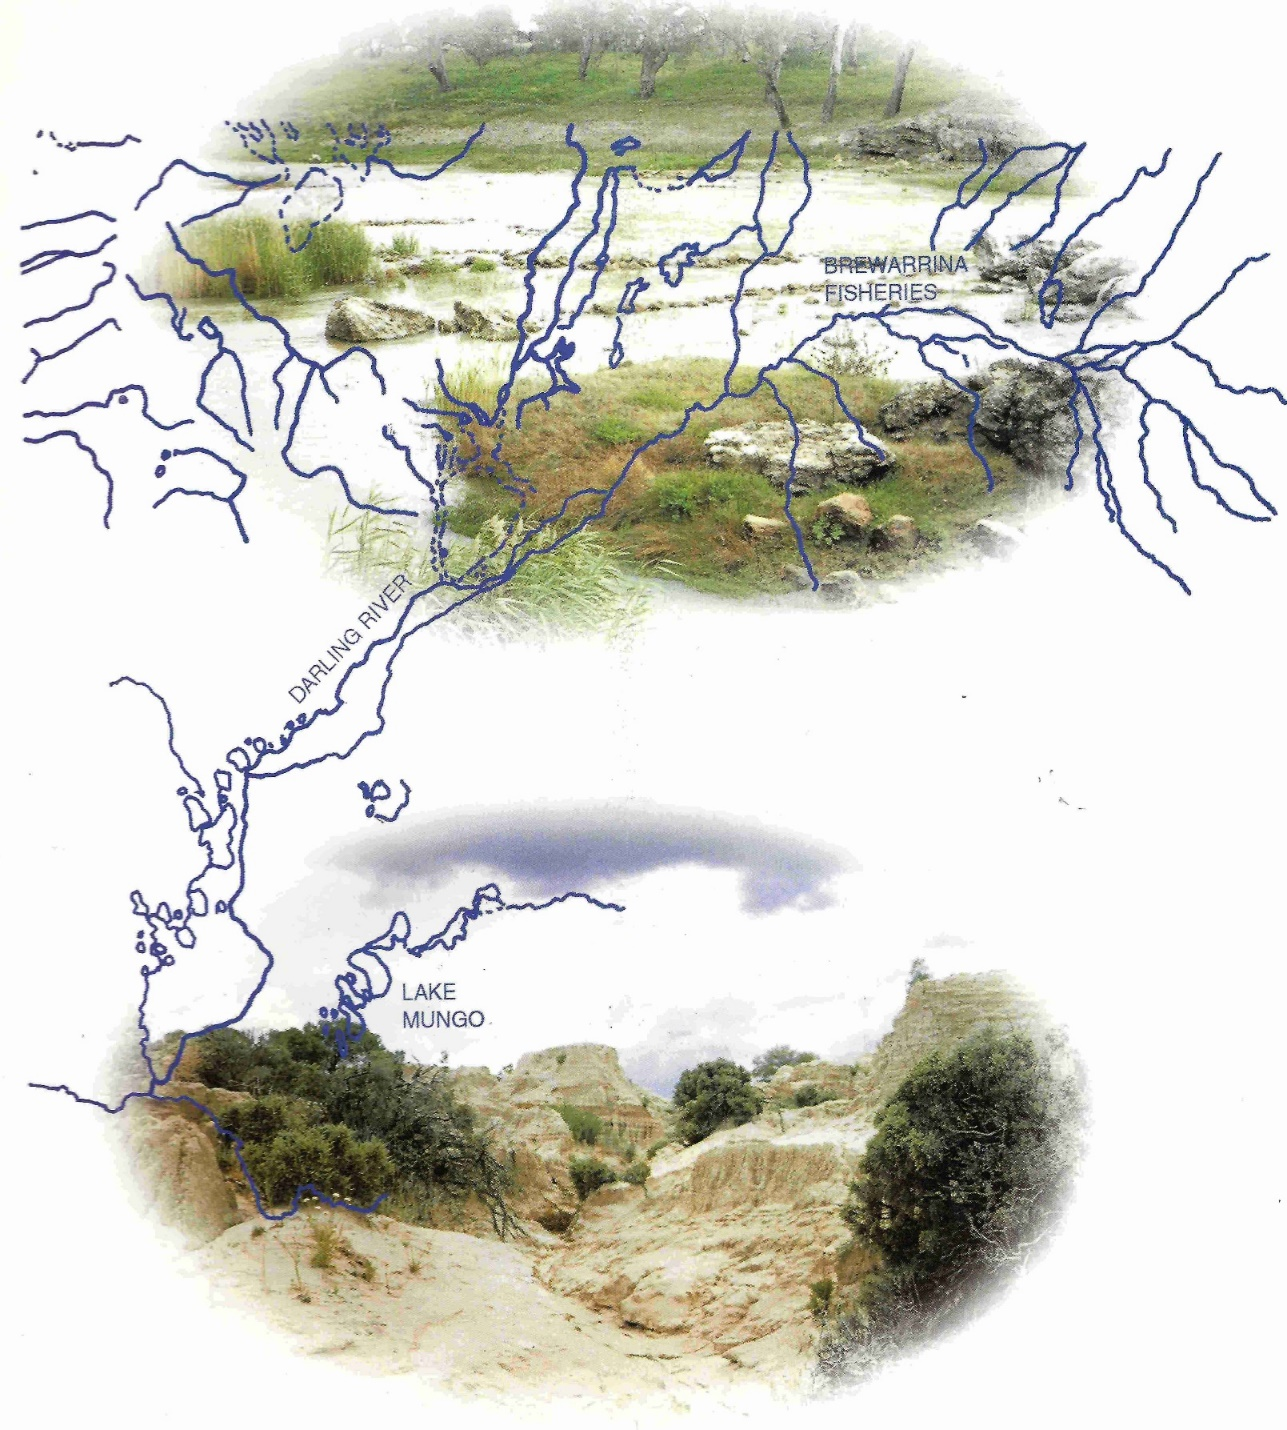 BREWARRINA
FISHERIES
DARLING RIVER
LAKE
MUNGO